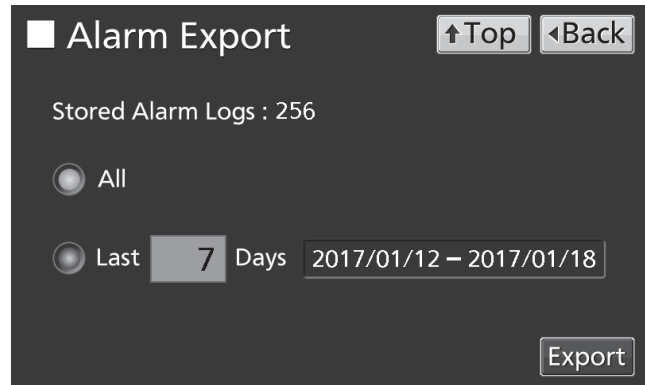 Alarm Export
Top
Back
Stored Alarm Logs : 256
All
Last 7 Days 2017/01/12 – 2017/01/18
Export